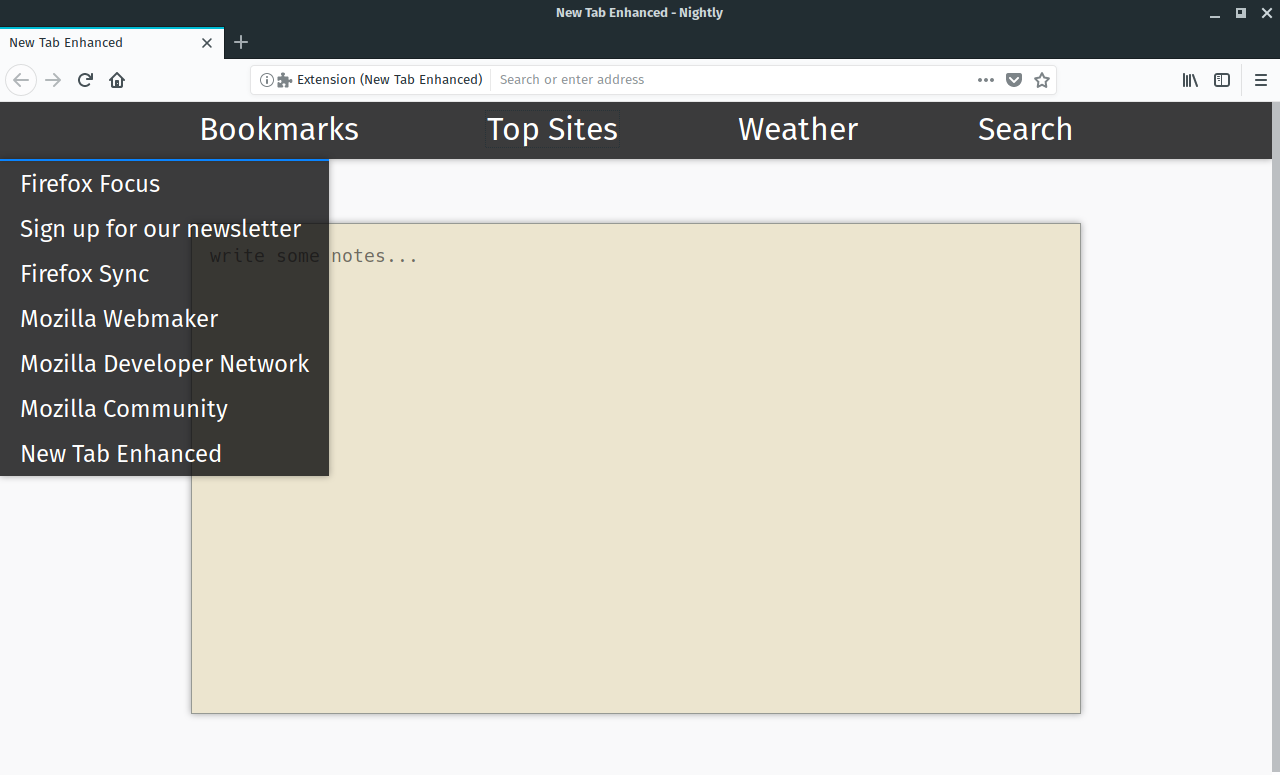 New Tab Enhanced - Nightly
New Tab Enhanced
Extension (New Tab Enhanced) Search or enter address
Bookmarks Top Sites Weather Search
Firefox Focus
Sign up for our newsletter
write some notes...
Firefox Sync
Mozilla Webmaker
Mozilla Developer Network
Mozilla Community
New Tab Enhanced